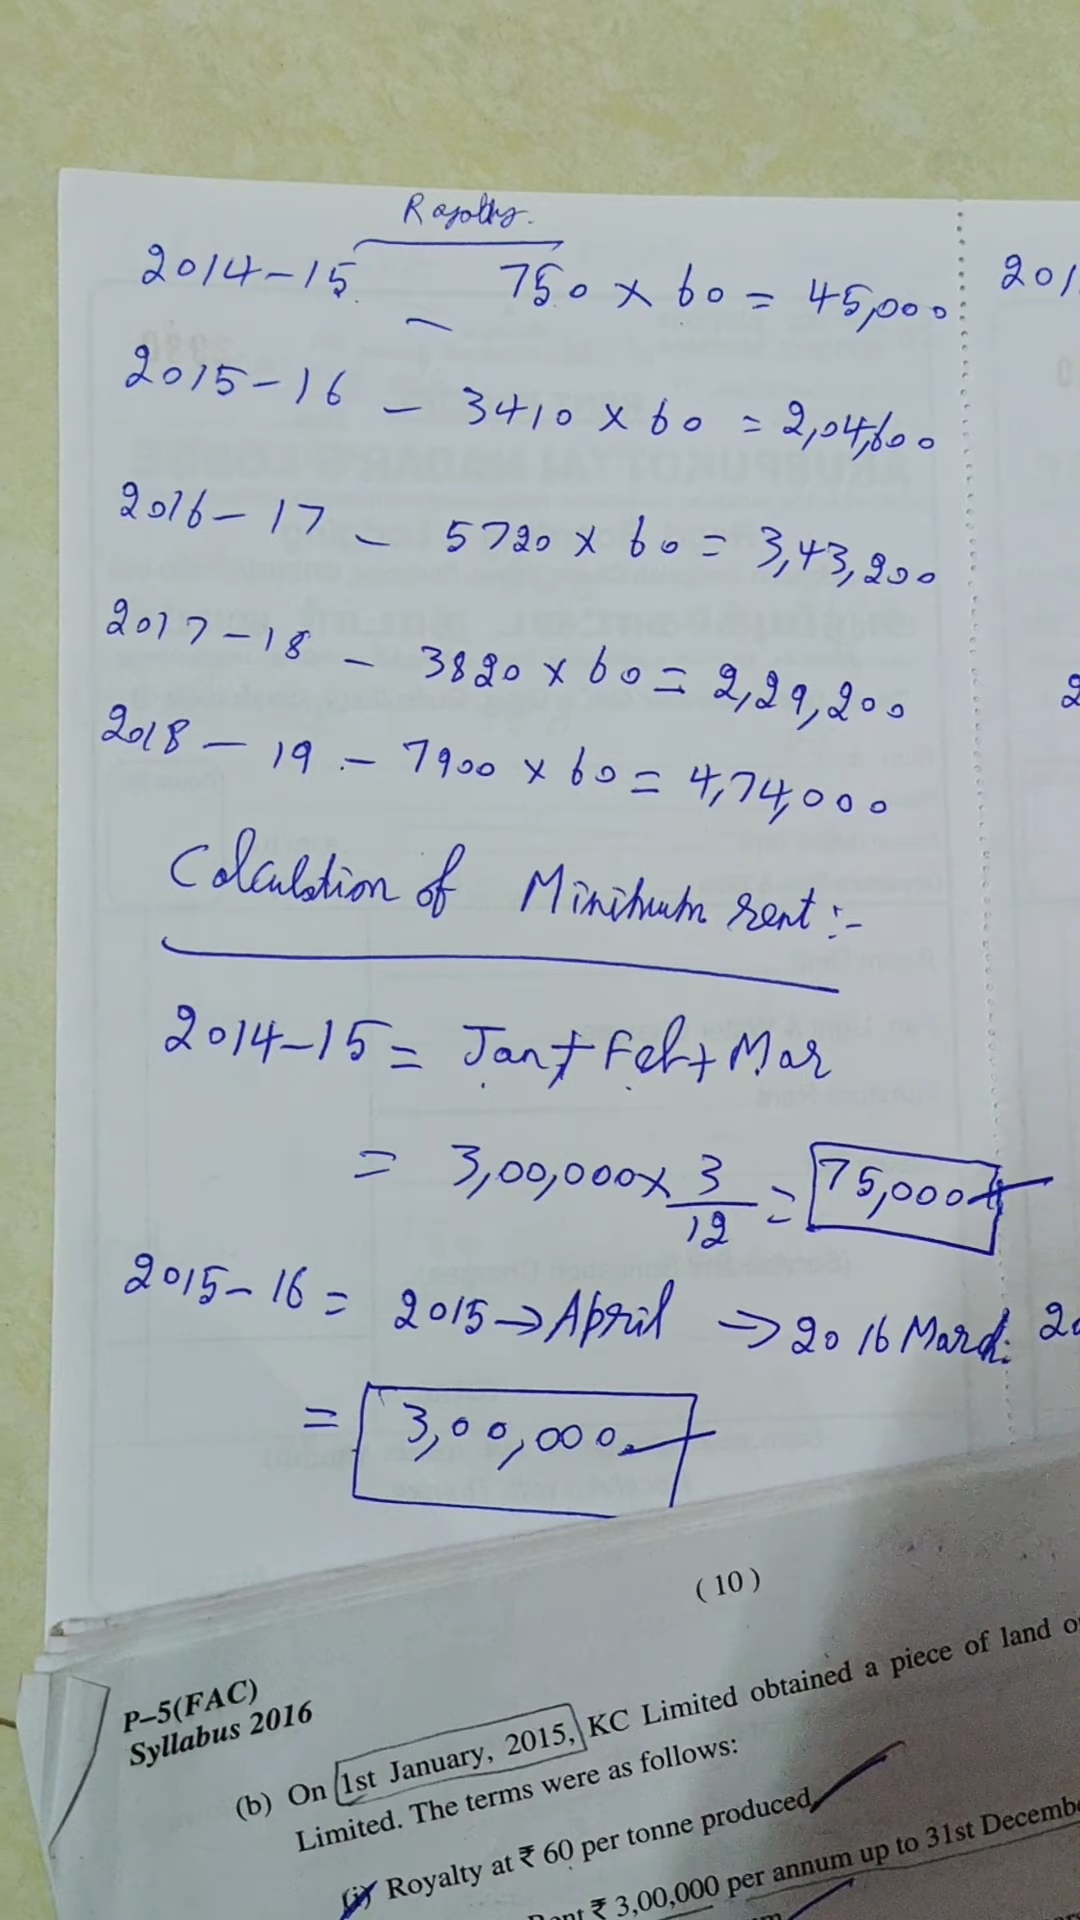 Royalty.
2014-15 - 750 × 60 = 45,000
201
2015-16 - 3410 × 60 = 2,04,600
2016-17 - 5720 × 60 = 3,43,200
2017-18 - 3820 × 60 = 2,29,200
2018-19 - 7900 × 60 = 4,74,000
Calculation of Minimum rent :-
2014-15 = Jan + Feb + Mar
= 3,00,000 × 3/12 = 75,000
2015-16 = 2015 → April → 2016 March.
= 3,00,000
(10)
P–5(FAC)
Syllabus 2016
(b) On 1st January, 2015, KC Limited obtained a piece of land
Limited. The terms were as follows:
(i) Royalty at ₹ 60 per tonne produced
Rent ₹ 3,00,000 per annum up to 31st Decembe